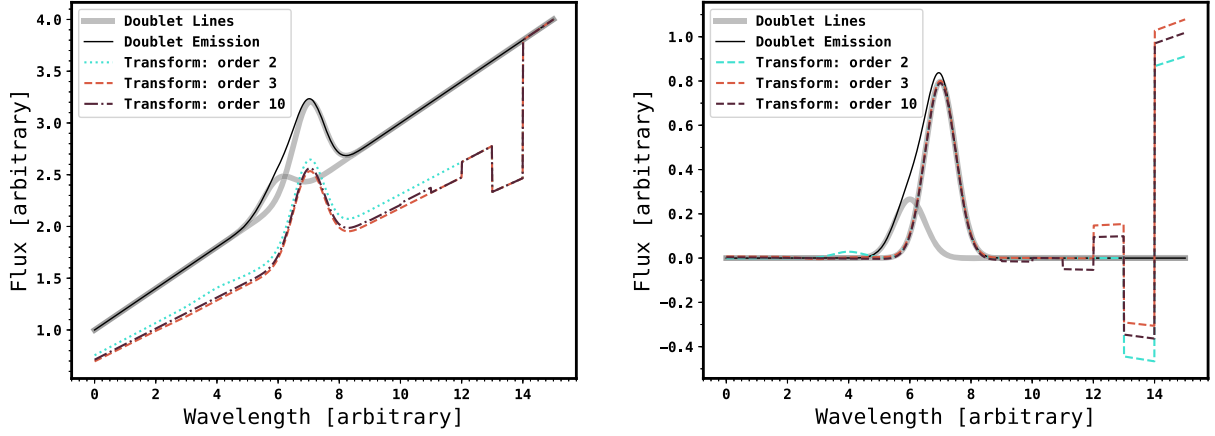 Doublet Lines
Doublet Emission
Transform: order 2
Transform: order 3
Transform: order 10
4.0
3.5
3.0
2.5
2.0
1.5
1.0
Flux [arbitrary]
0 2 4 6 8 10 12 14
Wavelength [arbitrary]
Doublet Lines
Doublet Emission
Transform: order 2
Transform: order 3
Transform: order 10
1.0
0.8
0.6
0.4
0.2
0.0
−0.2
−0.4
Flux [arbitrary]
0 2 4 6 8 10 12 14
Wavelength [arbitrary]